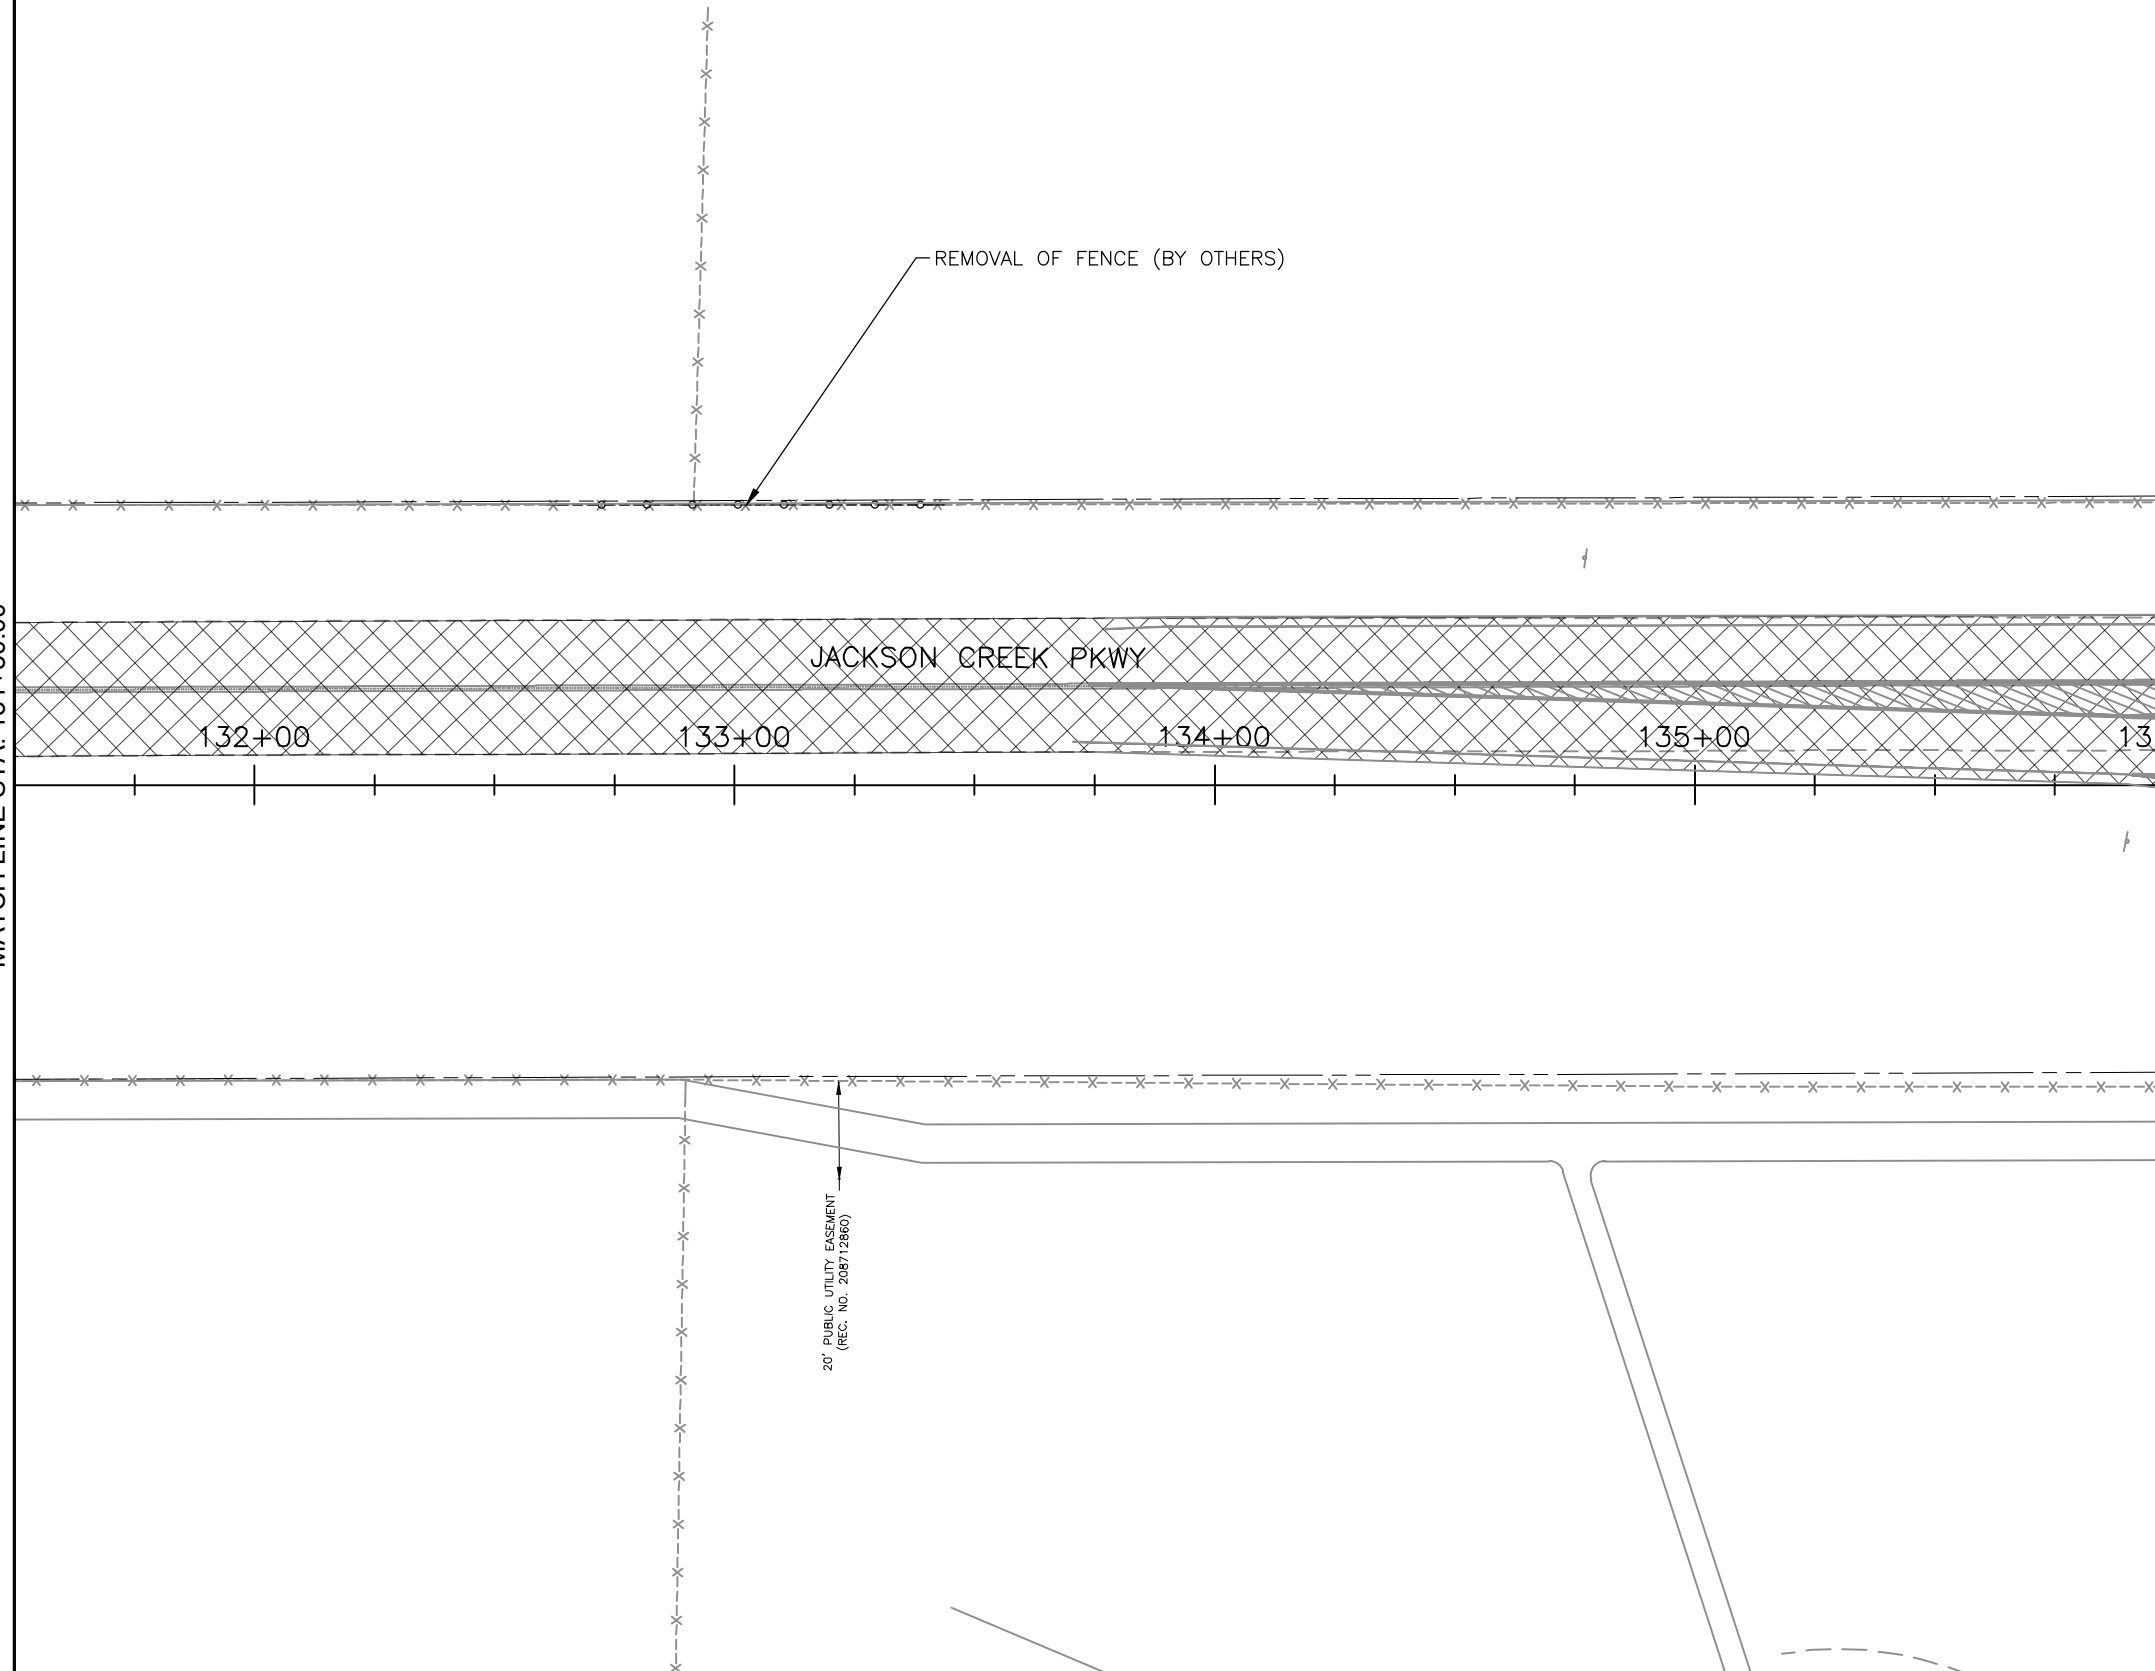 REMOVAL OF FENCE (BY OTHERS)
JACKSON CREEK PKWY
132+00
133+00
134+00
135+00
13
20' PUBLIC UTILITY EASEMENT
(REC. NO. 208712860)